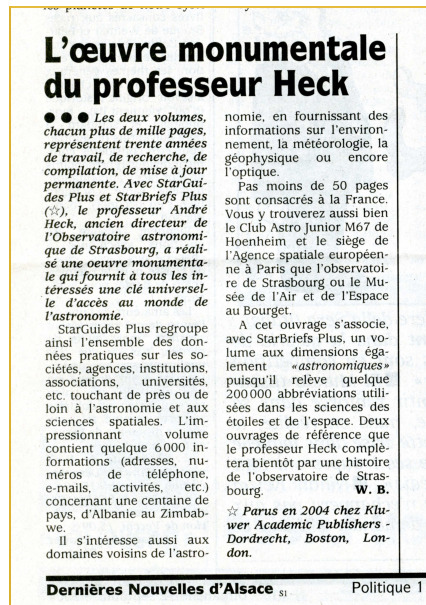 L'œuvre monumentale
du professeur Heck
● ● ● Les deux volumes,
chacun plus de mille pages,
représentent trente années
de travail, de recherche, de
compilation, de mise à jour
permanente. Avec StarGui-
des Plus et StarBriefs Plus
(☆), le professeur André
Heck, ancien directeur de
l'Observatoire astronomi-
que de Strasbourg, a réali-
sé une oeuvre monumenta-
le qui fournit à tous les in-
téressés une clé universel-
le d'accès au monde de
l'astronomie.
StarGuides Plus regroupe
ainsi l'ensemble des don-
nées pratiques sur les so-
ciétés, agences, institutions,
associations, universités,
etc. touchant de près ou de
loin à l'astronomie et aux
sciences spatiales. L'im-
pressionnant volume
contient quelque 6 000 in-
formations (adresses, nu-
méros de téléphone,
e-mails, activités, etc.)
concernant une centaine de
pays, d'Albanie au Zimbab-
we.
Il s'intéresse aussi aux
domaines voisins de l'astro-
nomie, en fournissant des
informations sur l'environ-
nement, la météorologie, la
géophysique ou encore
l'optique.
Pas moins de 50 pages
sont consacrés à la France.
Vous y trouverez aussi bien
le Club Astro Junior M67 de
Hoenheim et le siège de
l'Agence spatiale européen-
ne à Paris que l'observatoi-
re de Strasbourg ou le Mu-
sée de l'Air et de l'Espace
au Bourget.
A cet ouvrage s'associe,
avec StarBriefs Plus, un vo-
lume aux dimensions éga-
lement «astronomiques»
puisqu'il relève quelque
200 000 abbréviations utili-
sées dans les sciences des
étoiles et de l'espace. Deux
ouvrages de référence que
le professeur Heck complè-
tera bientôt par une histoire
de l'observatoire de Stras-
bourg. W. B.
☆ Parus en 2004 chez Klu-
wer Academic Publishers -
Dordrecht, Boston, Lon-
don.
Dernières Nouvelles d'Alsace S1 Politique 1